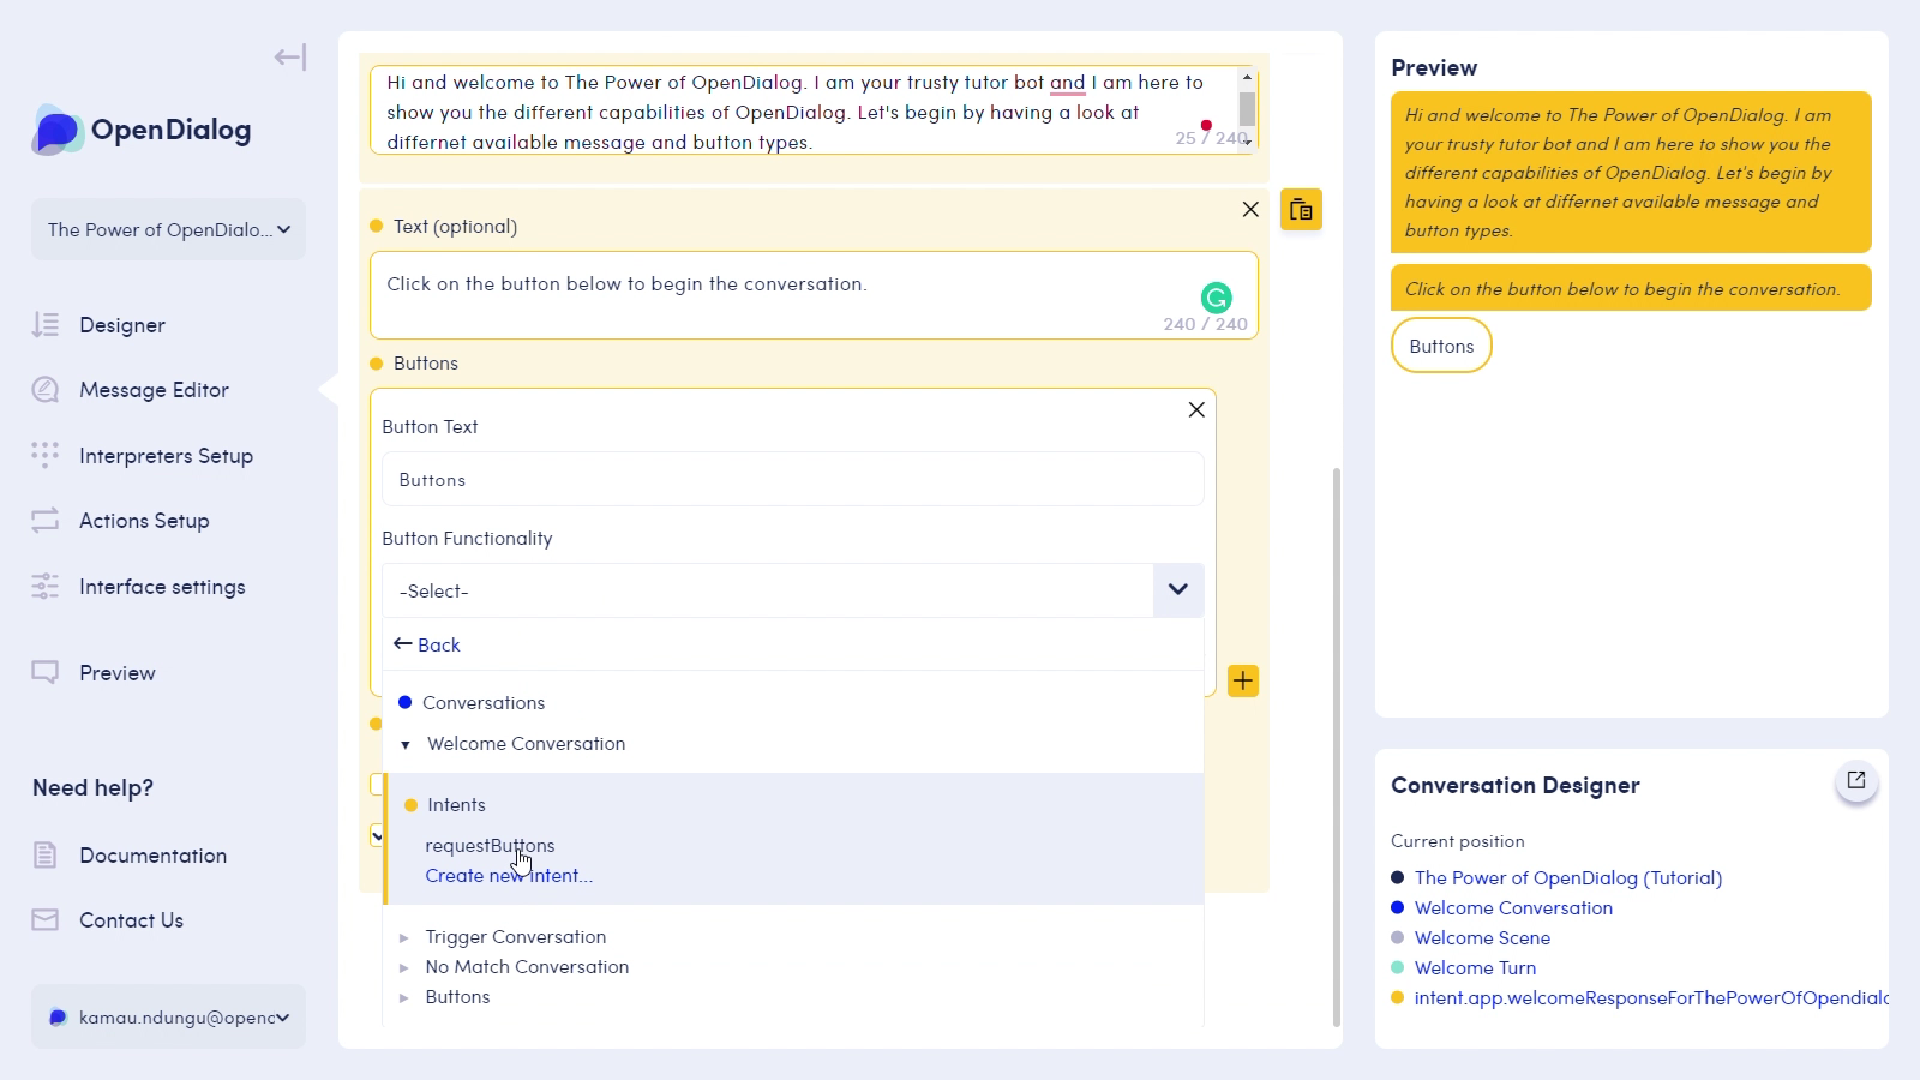 OpenDialog
The Power of OpenDialo...
Designer
Message Editor
Interpreters Setup
Actions Setup
Interface settings
Preview
Need help?
Documentation
Contact Us
kamau.ndungu@openc
Hi and welcome to The Power of OpenDialog. I am your trusty tutor bot and I am here to
show you the different capabilities of OpenDialog. Let's begin by having a look at
differnet available message and button types.
25 / 240
Text (optional)
Click on the button below to begin the conversation.
240 / 240
Buttons
Button Text
Buttons
Button Functionality
-Select-
Back
Conversations
Welcome Conversation
Intents
requestButtons
Create new intent...
Trigger Conversation
No Match Conversation
Buttons
Preview
Hi and welcome to The Power of OpenDialog. I am
your trusty tutor bot and I am here to show you the
different capabilities of OpenDialog. Let's begin by
having a look at differnet available message and
button types.
Click on the button below to begin the conversation.
Buttons
Conversation Designer
Current position
The Power of OpenDialog (Tutorial)
Welcome Conversation
Welcome Scene
Welcome Turn
intent.app.welcomeResponseForThePowerOfOpendialo